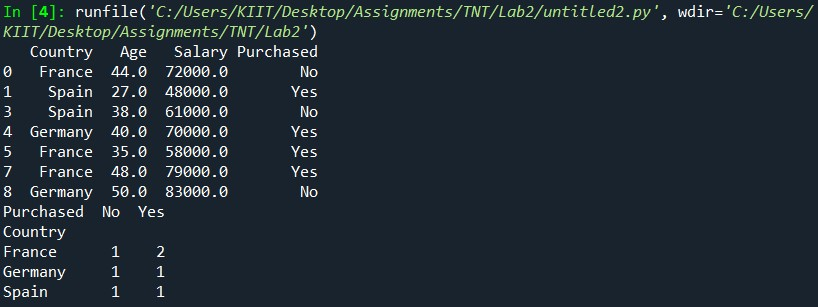 In [4]: runfile('C:/Users/KIIT/Desktop/Assignments/TNT/Lab2/untitled2.py', wdir='C:/Users/
KIIT/Desktop/Assignments/TNT/Lab2')
   Country   Age   Salary Purchased
0   France  44.0  72000.0        No
1    Spain  27.0  48000.0       Yes
3    Spain  38.0  61000.0        No
4  Germany  40.0  70000.0       Yes
5   France  35.0  58000.0       Yes
7   France  48.0  79000.0       Yes
8  Germany  50.0  83000.0        No
Purchased  No  Yes
Country
France      1    2
Germany     1    1
Spain       1    1